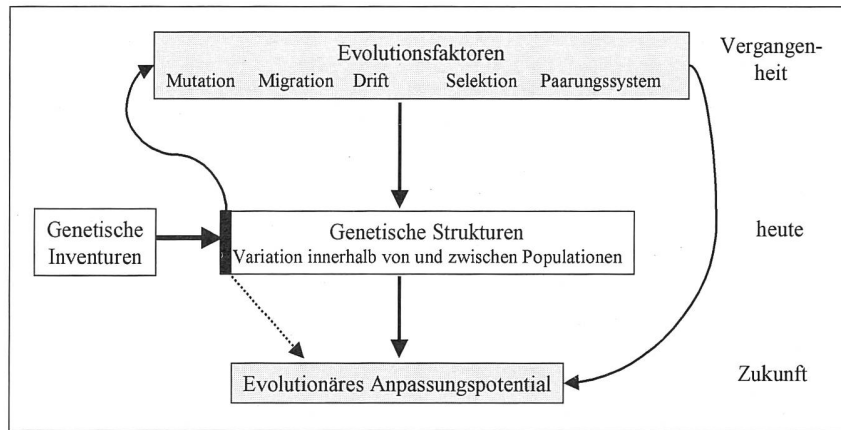 Evolutionsfaktoren
Mutation Migration Drift Selektion Paarungssystem
Vergangen-
heit
Genetische
Inventuren
Genetische Strukturen
Variation innerhalb von und zwischen Populationen
heute
Evolutionäres Anpassungspotential
Zukunft